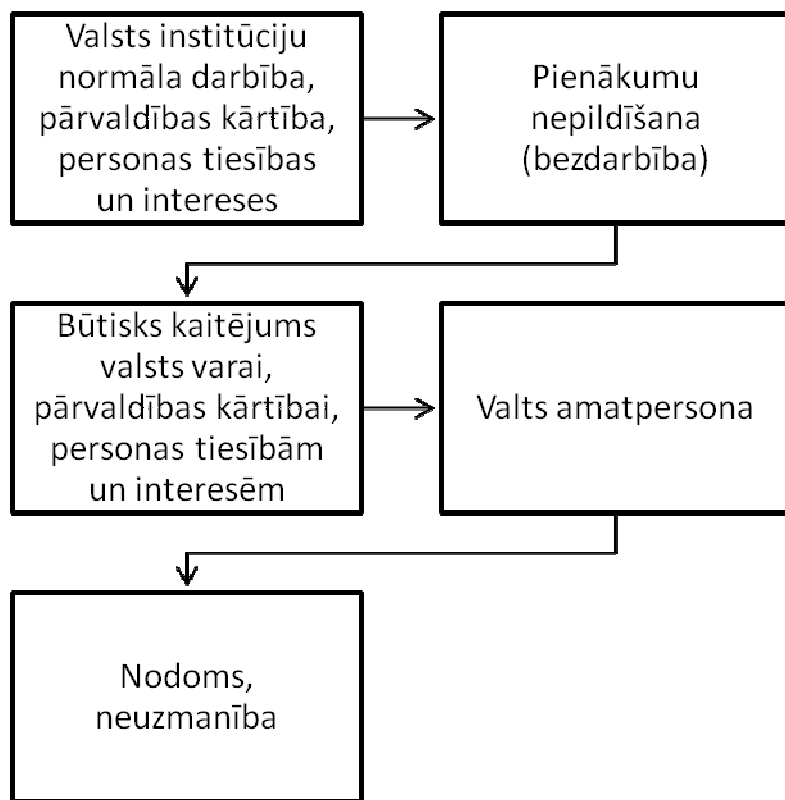 Valsts institūciju
normāla darbība,
pārvaldības kārtība,
personas tiesības
un intereses
Pienākumu
nepildīšana
(bezdarbība)
Būtisks kaitējums
valsts varai,
pārvaldības kārtībai,
personas tiesībām
un interesēm
Valts amatpersona
Nodoms,
neuzmanība